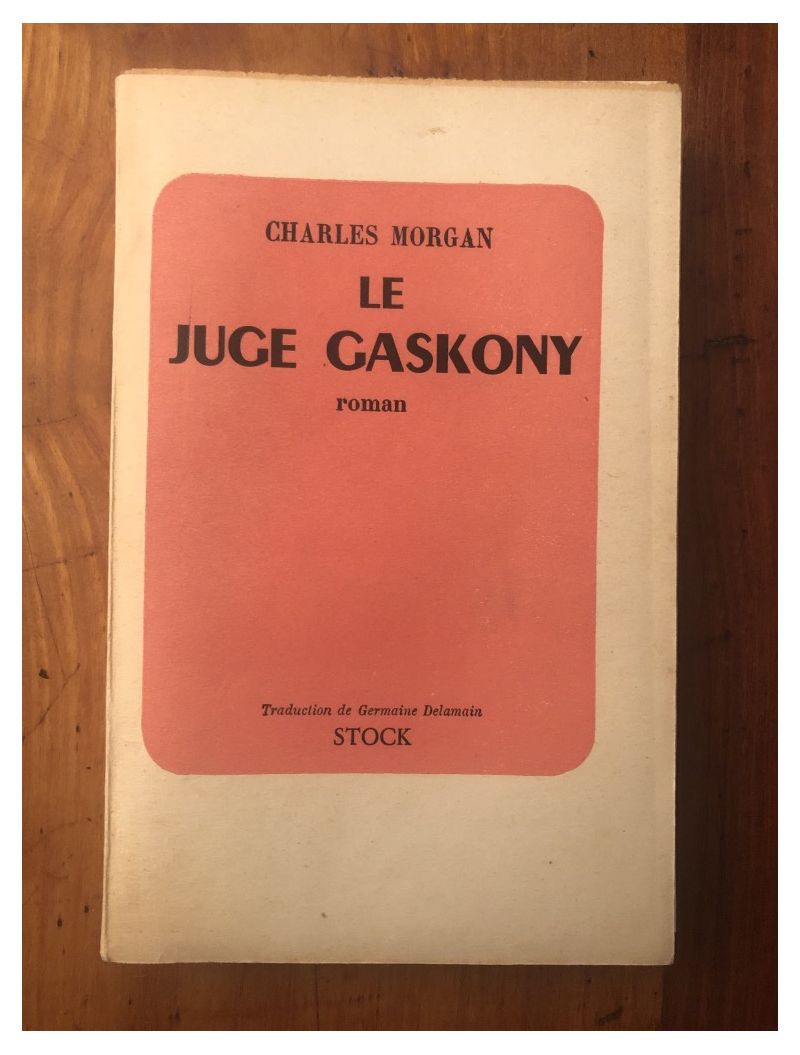 CHARLES MORGAN
LE
JUGE GASKONY
roman
Traduction de Germaine Delamain
STOCK